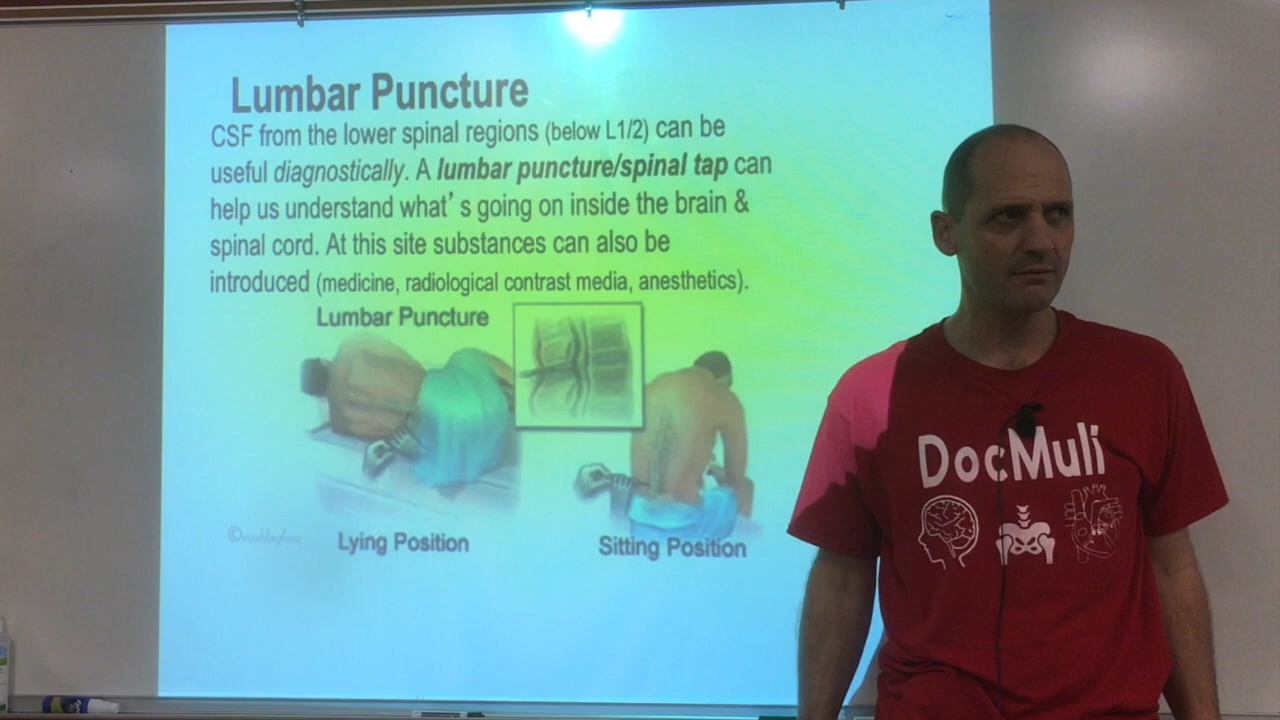 Lumbar Puncture
CSF from the lower spinal regions (below L1/2) can be
useful diagnostically. A lumbar puncture/spinal tap can
help us understand what's going on inside the brain &
spinal cord. At this site substances can also be
introduced (medicine, radiological contrast media, anesthetics).
Lumbar Puncture
Lying Position
Sitting Position
DocMuli